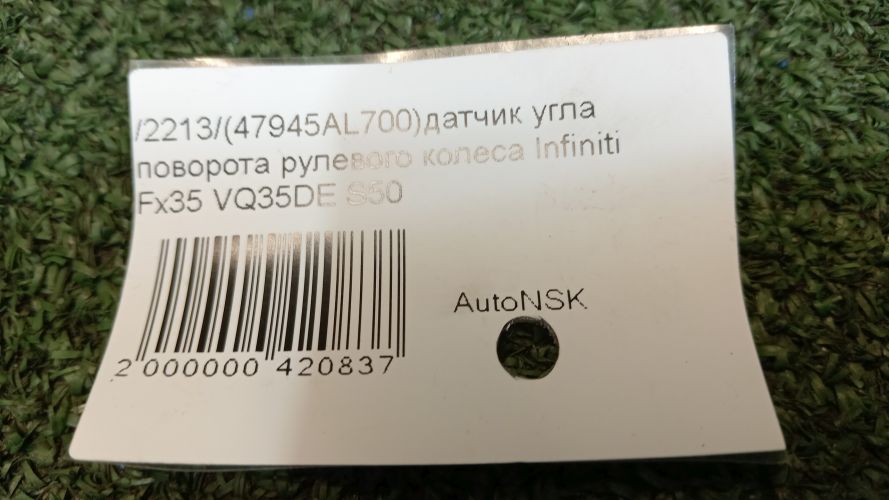 /2213/(47945AL700)датчик угла
поворота рулевого колеса Infiniti
Fx35 VQ35DE S50
AutoNSK
2 000000 420837